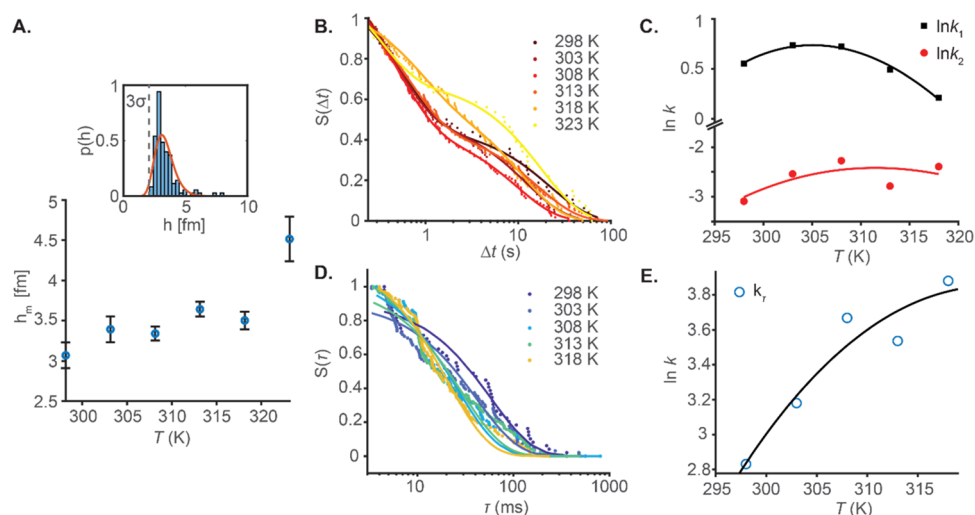 A.
3σ
p(h)
1
0.5
0
0
5
10
h [fm]
h_m [fm]
5
4.5
4
3.5
3
2.5
300
305
310
315
320
T (K)
B.
S(Δt)
1
0.8
0.6
0.4
0.2
0
1
10
100
Δt (s)
298 K
303 K
308 K
313 K
318 K
323 K
C.
ln k
1
0.5
0
-2
-3
295
300
305
310
315
320
T (K)
lnk₁
lnk₂
D.
S(τ)
1
0.8
0.6
0.4
0.2
0
10
100
1000
τ (ms)
298 K
303 K
308 K
313 K
318 K
E.
kᵣ
ln k
3.8
3.6
3.4
3.2
3
2.8
295
300
305
310
315
T (K)